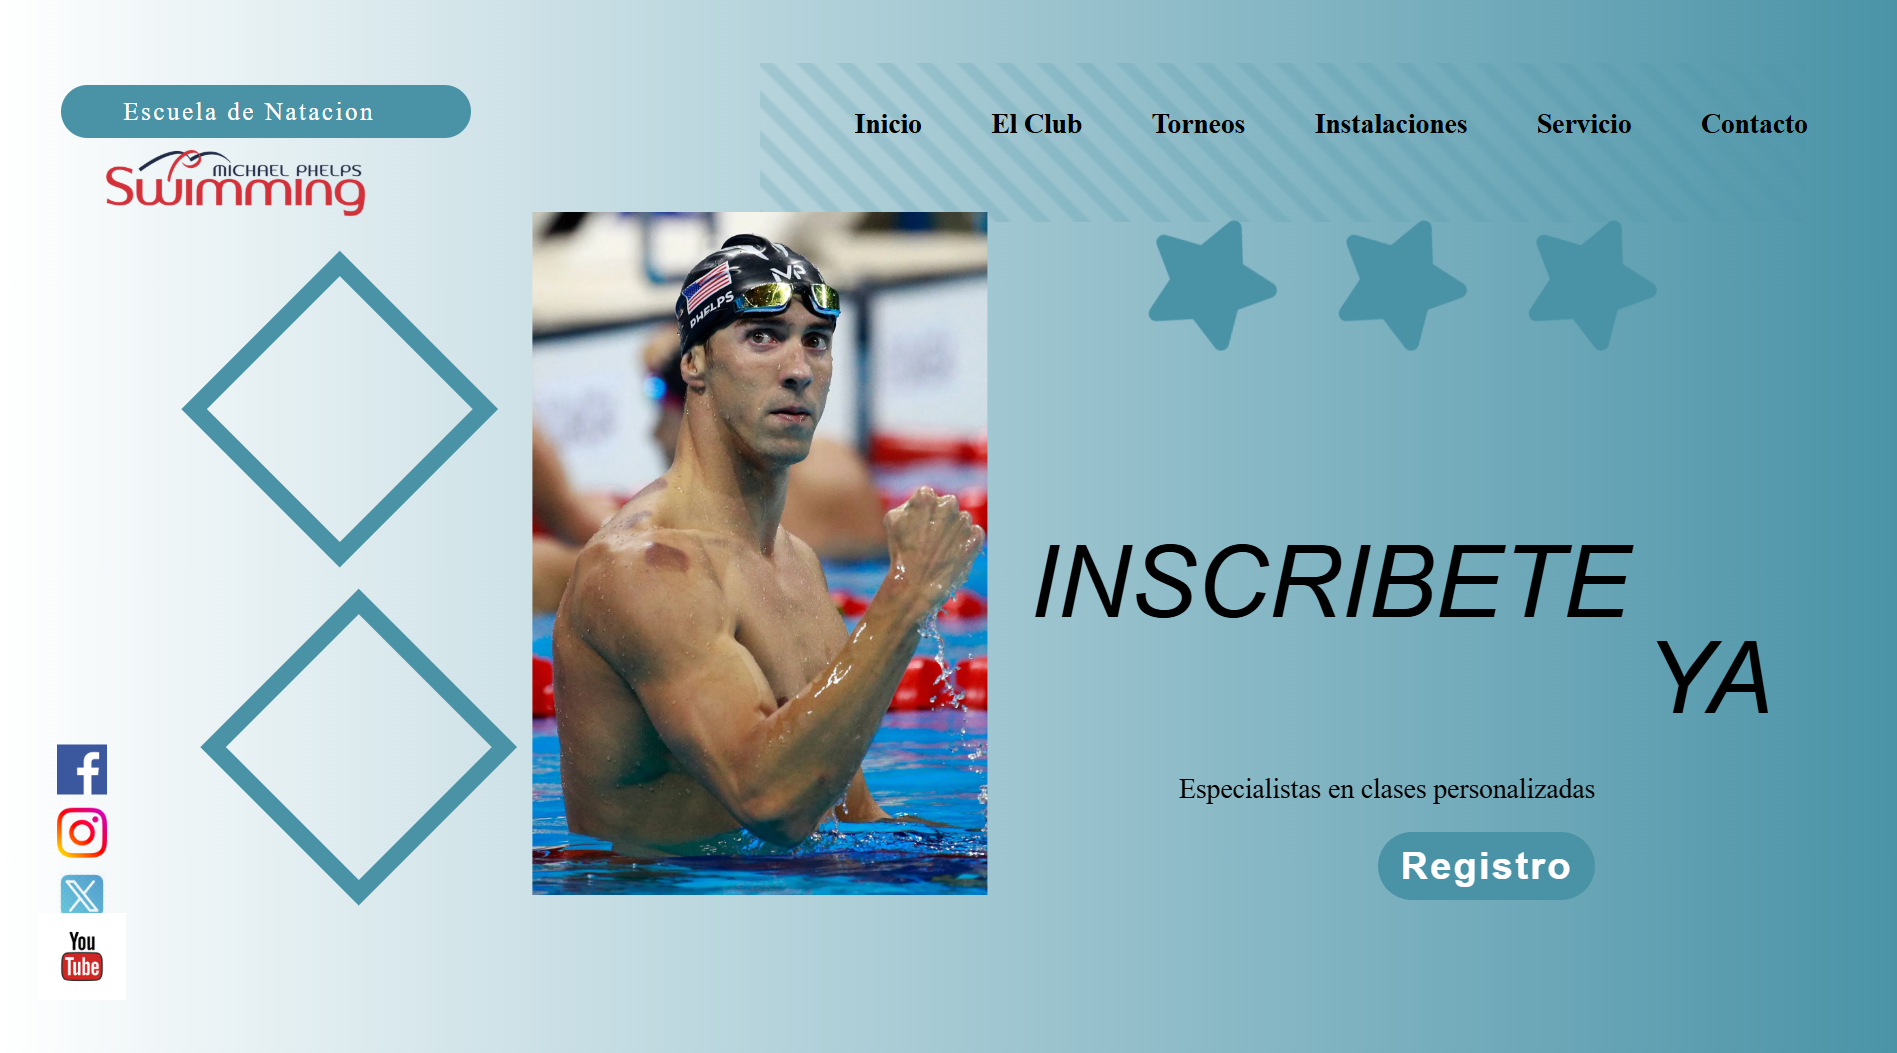 Escuela de Natacion
MICHAEL PHELPS
Swimming
Inicio El Club Torneos Instalaciones Servicio Contacto
MP
PHELPS
INSCRIBETE
YA
Especialistas en clases personalizadas
Registro
f
X
You
Tube